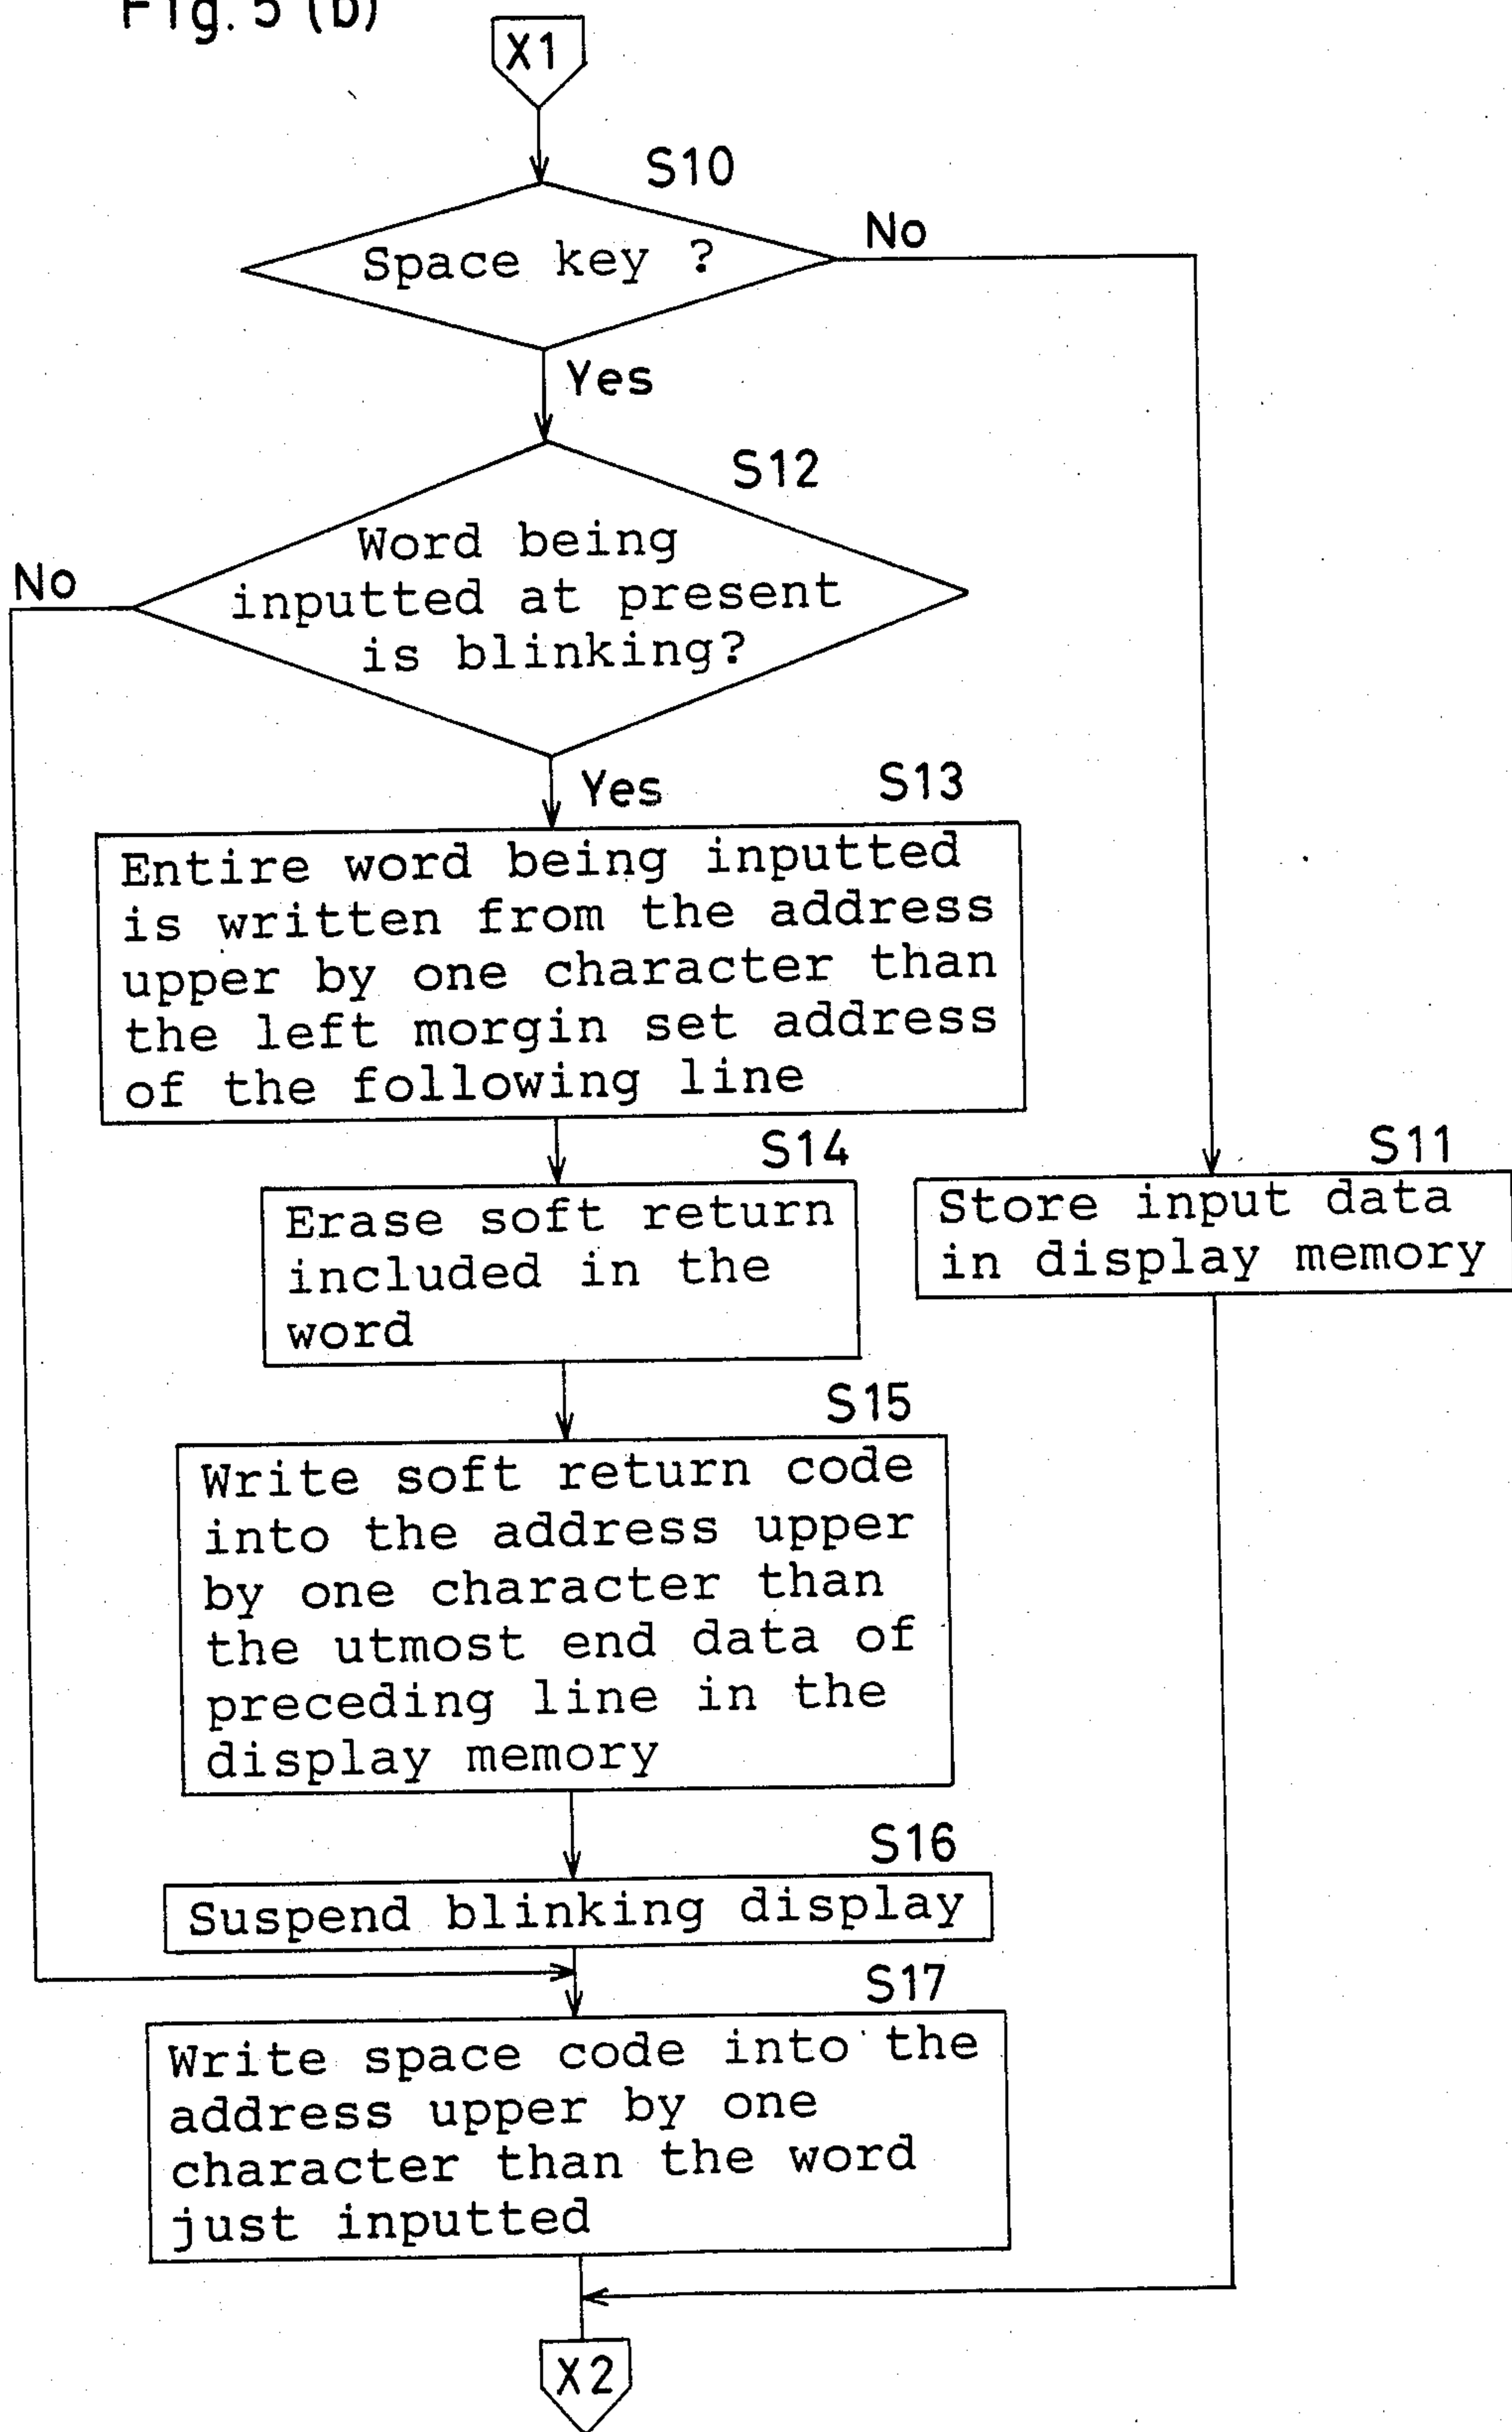 Fig. 5 (b)
X1
S10
Space key ?
No
Yes
S12
Word being
inputted at present
is blinking?
No
Yes
S13
Entire word being inputted
is written from the address
upper by one character than
the left morgin set address
of the following line
S14
Erase soft return
included in the
word
S11
Store input data
in display memory
S15
Write soft return code
into the address upper
by one character than
the utmost end data of
preceding line in the
display memory
S16
Suspend blinking display
S17
Write space code into the
address upper by one
character than the word
just inputted
X2